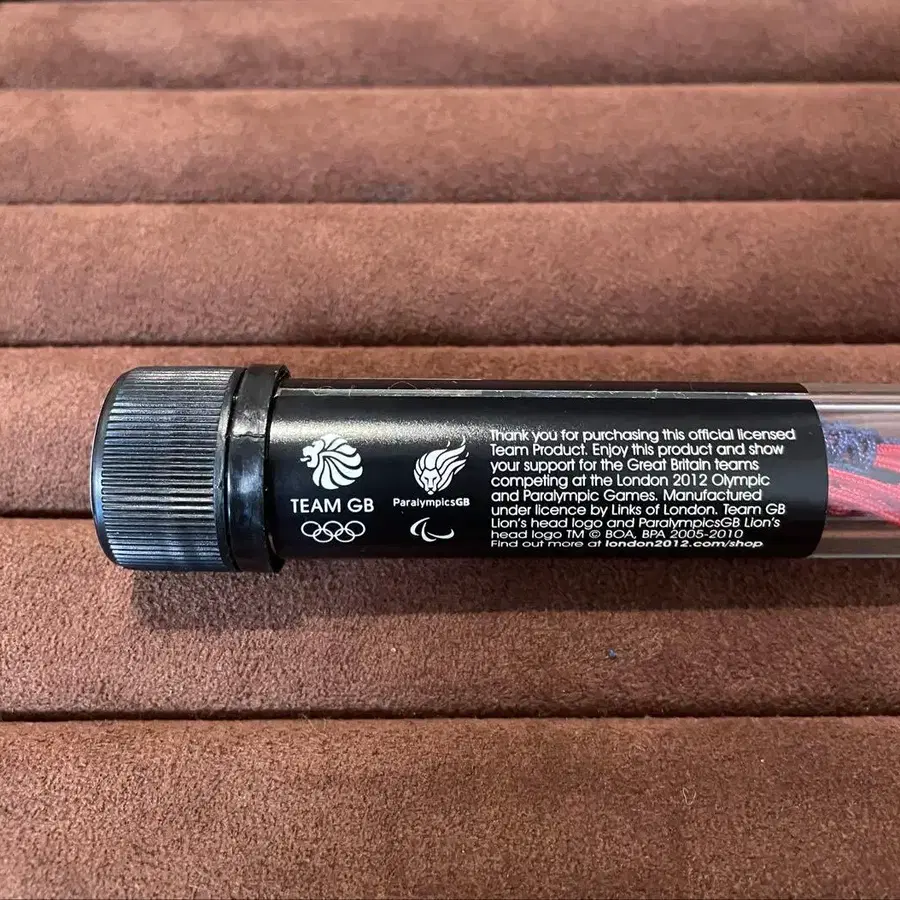 TEAM GB
ParalympicsGB
Thank you for purchasing this official licensed
Team Product. Enjoy this product and show
your support for the Great Britain teams
competing at the London 2012 Olympic
and Paralympic Games. Manufactured
under licence by Links of London. Team GB
Lion's head logo and ParalympicsGB Lion's
head logo TM © BOA, BPA 2005-2010
Find out more at london2012.com/shop